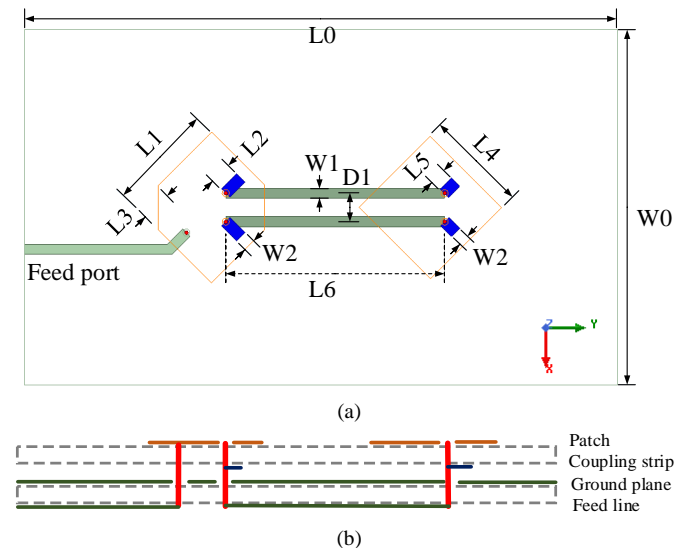 L0
L1
L2
W1
D1
L5
L4
L3
W0
W2
W2
Feed port
L6
Z
Y
X
(a)
Patch
Coupling strip
Ground plane
Feed line
(b)